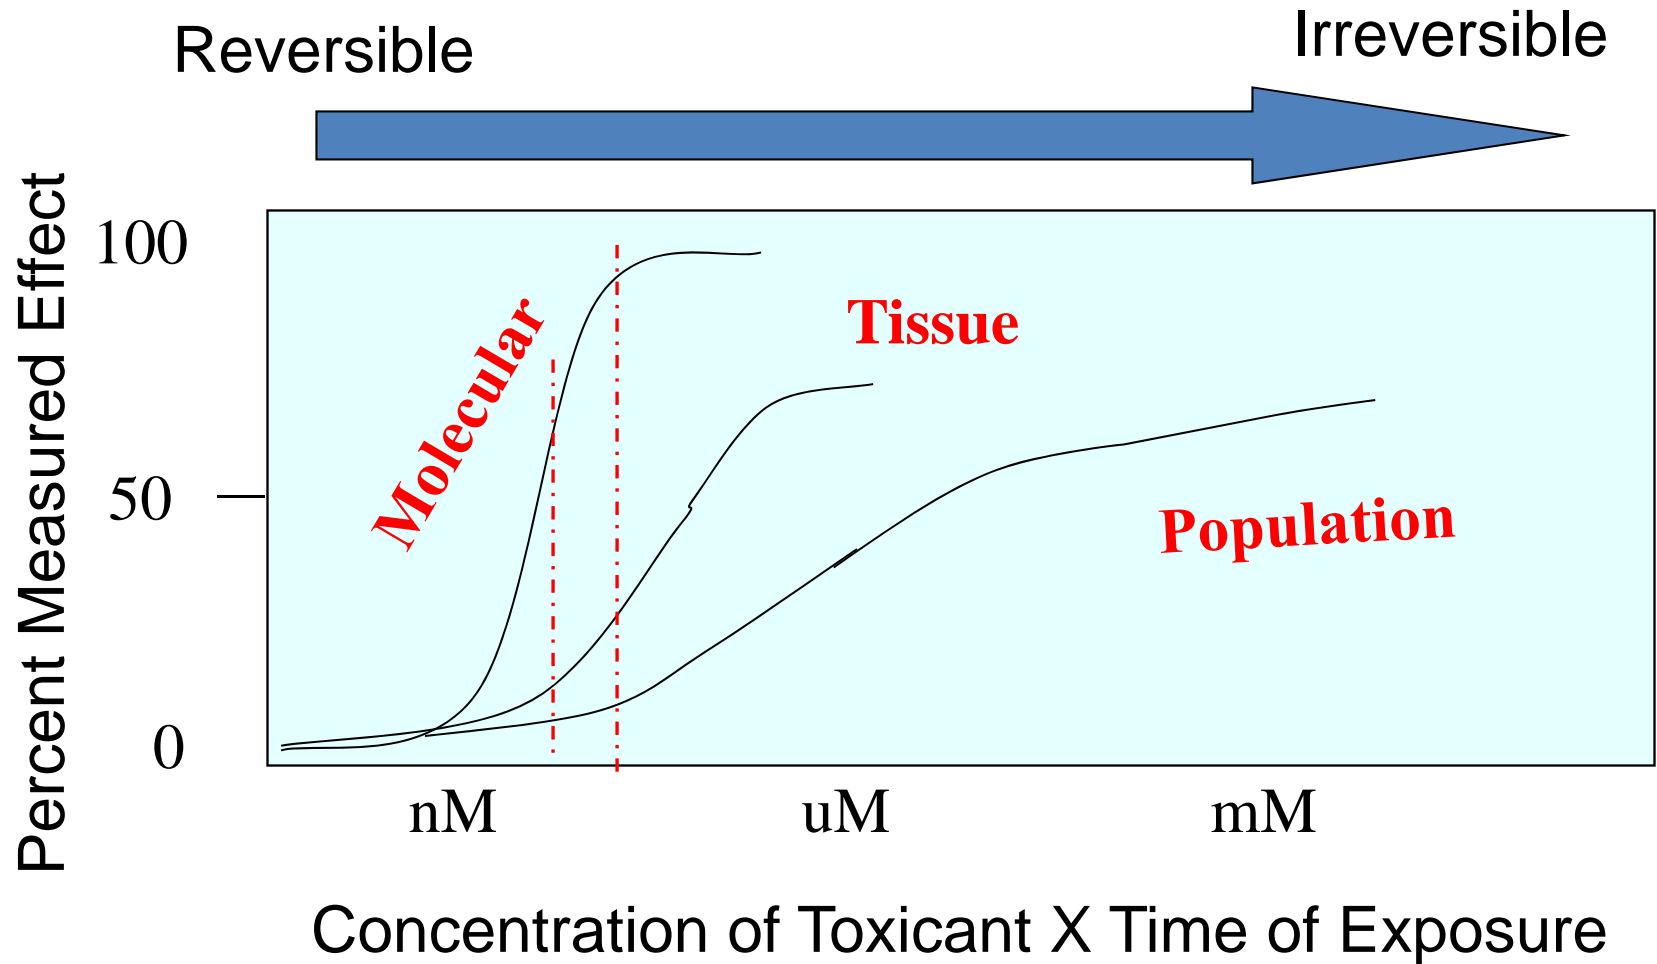 Reversible
Irreversible
Percent Measured Effect
100
50
0
Molecular
Tissue
Population
nM
uM
mM
Concentration of Toxicant X Time of Exposure